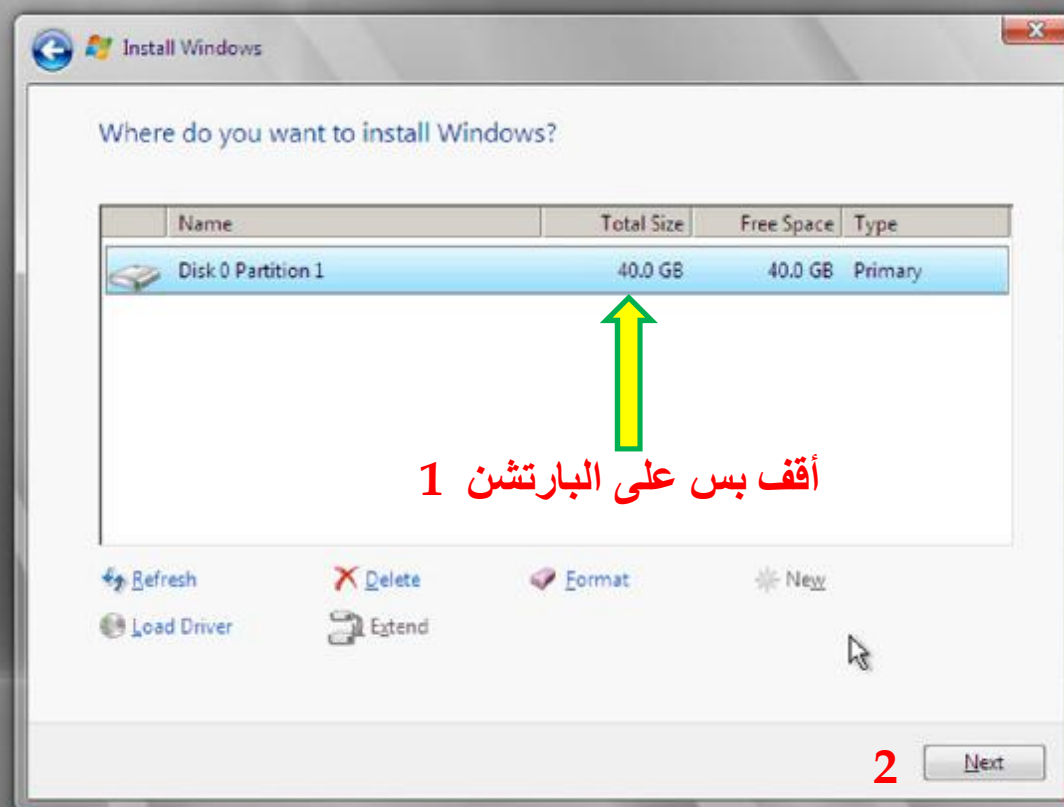 Install Windows
Where do you want to install Windows?
Name Total Size Free Space Type
Disk 0 Partition 1 40.0 GB 40.0 GB Primary
أقف بس على البارتشن 1
Refresh Delete Format New
Load Driver Extend
2 Next